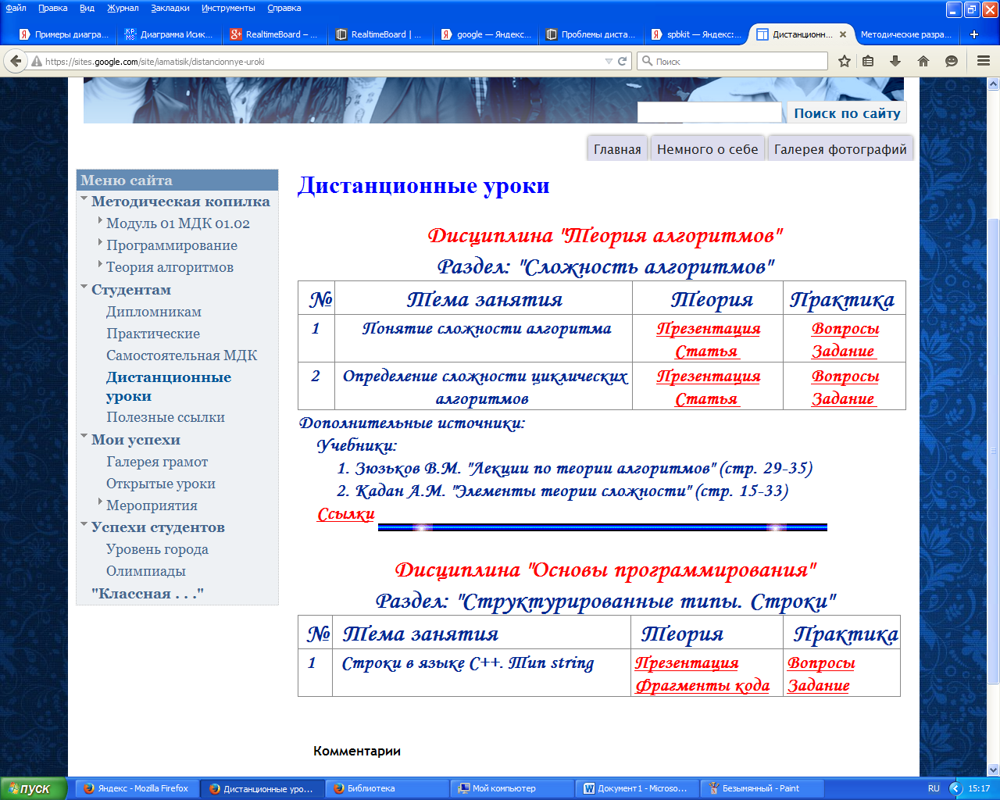 Файл Правка Вид Журнал Закладки Инструменты Справка
Примеры диагра... Диаграмма Исик... RealtimeBoard – ... RealtimeBoard | ... google — Яндекс... Проблемы диста... spbkit — Яндекс:... Дистанционн... Методические разра...
https://sites.google.com/site/iamatisik/distancionnye-uroki
Поиск
Поиск по сайту
Главная Немного о себе Галерея фотографий
Меню сайта
Методическая копилка
Модуль 01 МДК 01.02
Программирование
Теория алгоритмов
Студентам
Дипломникам
Практические
Самостоятельная МДК
Дистанционные
уроки
Полезные ссылки
Мои успехи
Галерея грамот
Открытые уроки
Мероприятия
Успехи студентов
Уровень города
Олимпиады
"Классная . . ."
Дистанционные уроки
Дисциплина "Теория алгоритмов"
Раздел: "Сложность алгоритмов"
№ Тема занятия Теория Практика
1 Понятие сложности алгоритма Презентация Вопросы
Статья Задание
2 Определение сложности циклических Презентация Вопросы
алгоритмов Статья Задание
Дополнительные источники:
Учебники:
1. Зюзьков В.М. "Лекции по теории алгоритмов" (стр. 29-35)
2. Кадан А.М. "Элементы теории сложности" (стр. 15-33)
Ссылки
Дисциплина "Основы программирования"
Раздел: "Структурированные типы. Строки"
№ Тема занятия Теория Практика
1 Строки в языке С++. Тип string Презентация Вопросы
Фрагменты кода Задание
Комментарии
пуск Яндекс - Mozilla Firefox Дистанционные уро... Библиотека Мой компьютер Документ1 - Microso... Безымянный - Paint RU 15:17